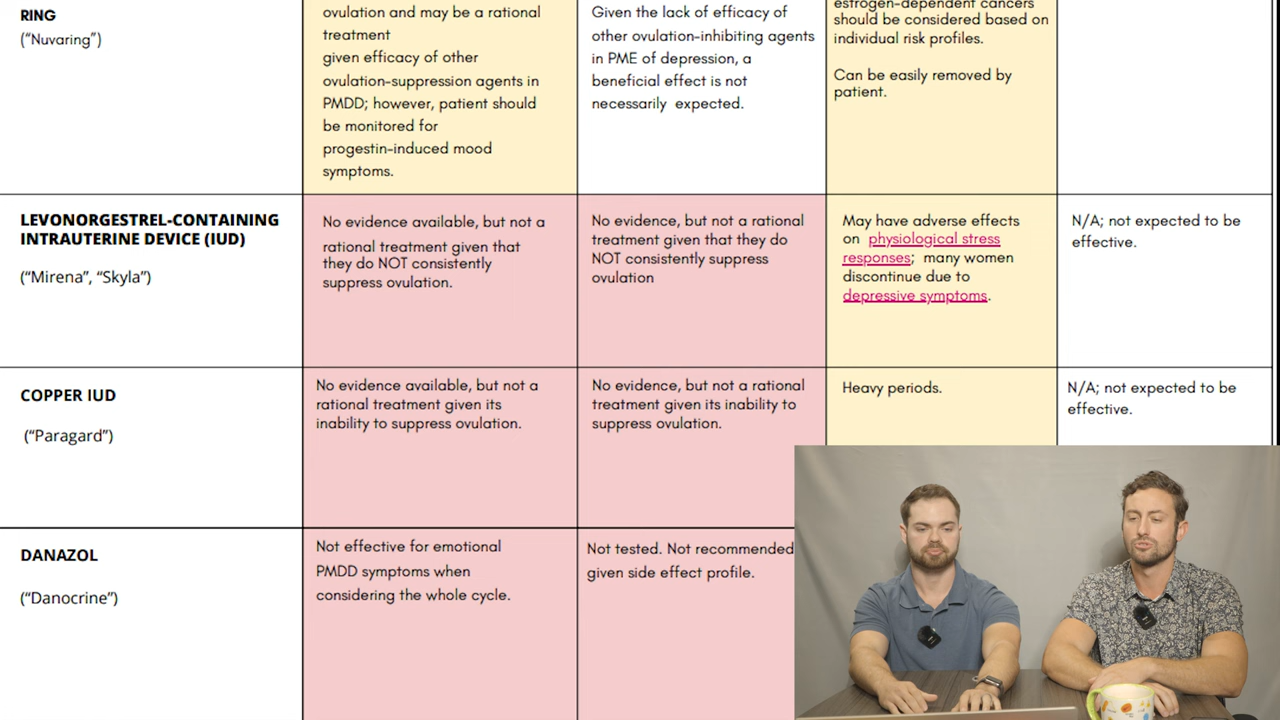 RING
("Nuvaring")
ovulation and may be a rational
treatment
given efficacy of other
ovulation-suppression agents in
PMDD; however, patient should
be monitored for
progestin-induced mood
symptoms.
Given the lack of efficacy of
other ovulation-inhibiting agents
in PME of depression, a
beneficial effect is not
necessarily expected.
estrogen-dependent cancers
should be considered based on
individual risk profiles.
Can be easily removed by
patient.
LEVONORGESTREL-CONTAINING
INTRAUTERINE DEVICE (IUD)
("Mirena", "Skyla")
No evidence available, but not a
rational treatment given that
they do NOT consistently
suppress ovulation.
No evidence, but not a rational
treatment given that they do
NOT consistently suppress
ovulation
May have adverse effects
on physiological stress
responses; many women
discontinue due to
depressive symptoms.
N/A; not expected to be
effective.
COPPER IUD
("Paragard")
No evidence available, but not a
rational treatment given its
inability to suppress ovulation.
No evidence, but not a rational
treatment given its inability to
suppress ovulation.
Heavy periods.
N/A; not expected to be
effective.
DANAZOL
("Danocrine")
Not effective for emotional
PMDD symptoms when
considering the whole cycle.
Not tested. Not recommended
given side effect profile.